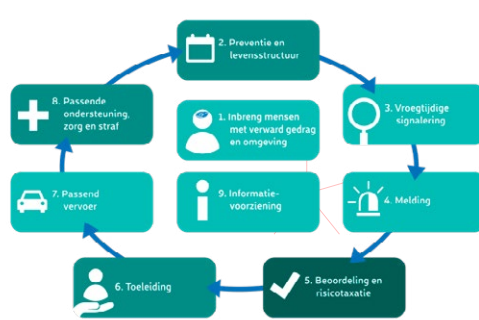 2. Preventie en
levensstructuur
8. Passende
ondersteuning,
zorg en straf
1. Inbreng mensen
met verward gedrag
en omgeving
3. Vroegtijdige
signalering
7. Passend
vervoer
9. Informatie-
voorziening
4. Melding
6. Toeleiding
5. Beoordeling en
risicotaxatie